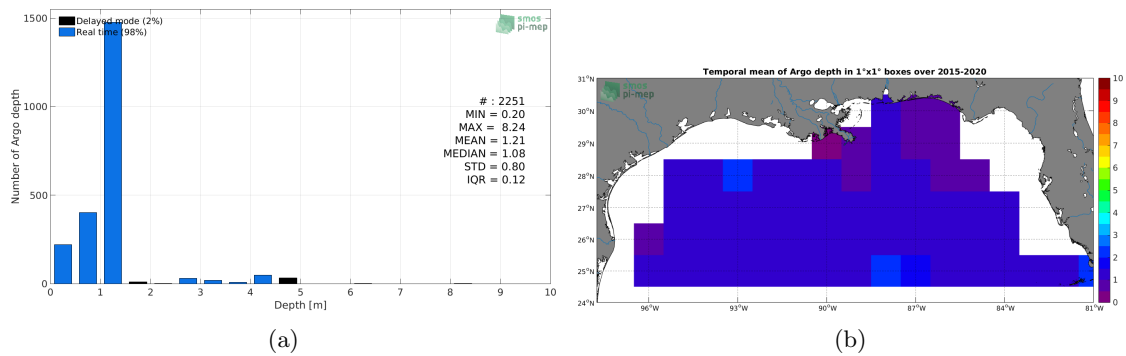 Delayed mode (2%)
Real time (98%)
smos
pi-mep
# : 2251
MIN = 0.20
MAX = 8.24
MEAN = 1.21
MEDIAN = 1.08
STD = 0.80
IQR = 0.12
Number of Argo depth
1500
1000
500
0
0 1 2 3 4 5 6 7 8 9 10
Depth [m]
(a)
Temporal mean of Argo depth in 1°x1° boxes over 2015-2020
smos
pi-mep
31°N
30°N
29°N
28°N
27°N
26°N
25°N
24°N
96°W 93°W 90°W 87°W 84°W 81°W
10
9
8
7
6
5
4
3
2
1
0
(b)